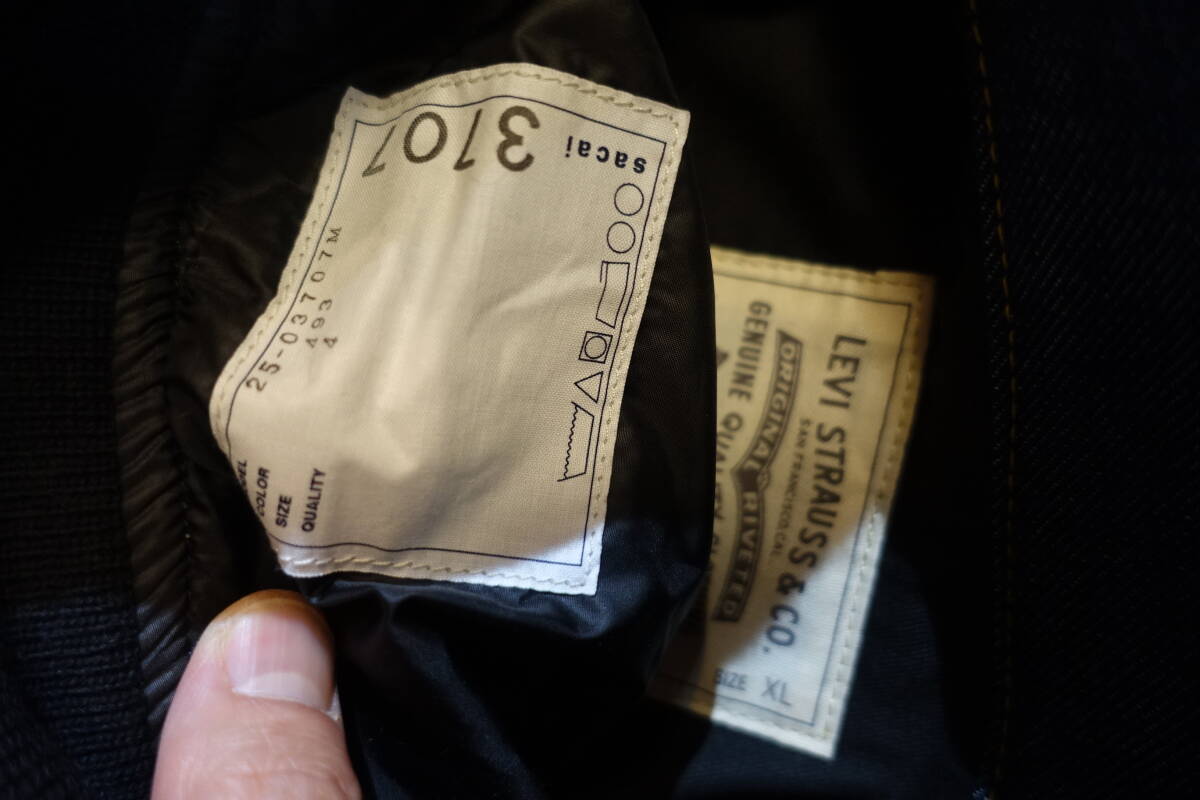 sacai
3107
25-03707M
COLOR 493
SIZE 4
QUALITY
LEVI STRAUSS & CO.
SAN FRANCISCO, CAL.
ORIGINAL RIVETED
GENUINE QUALITY
SIZE XL